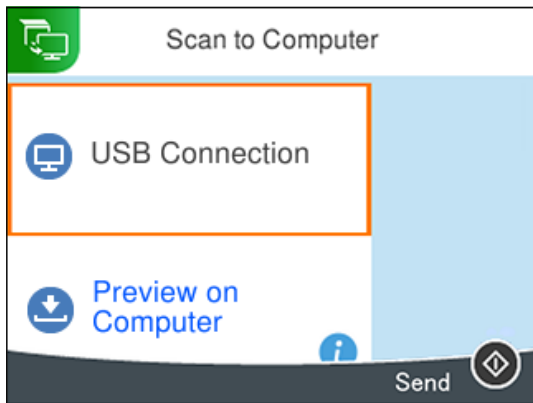 Scan to Computer
USB Connection
Preview on
Computer
i
Send